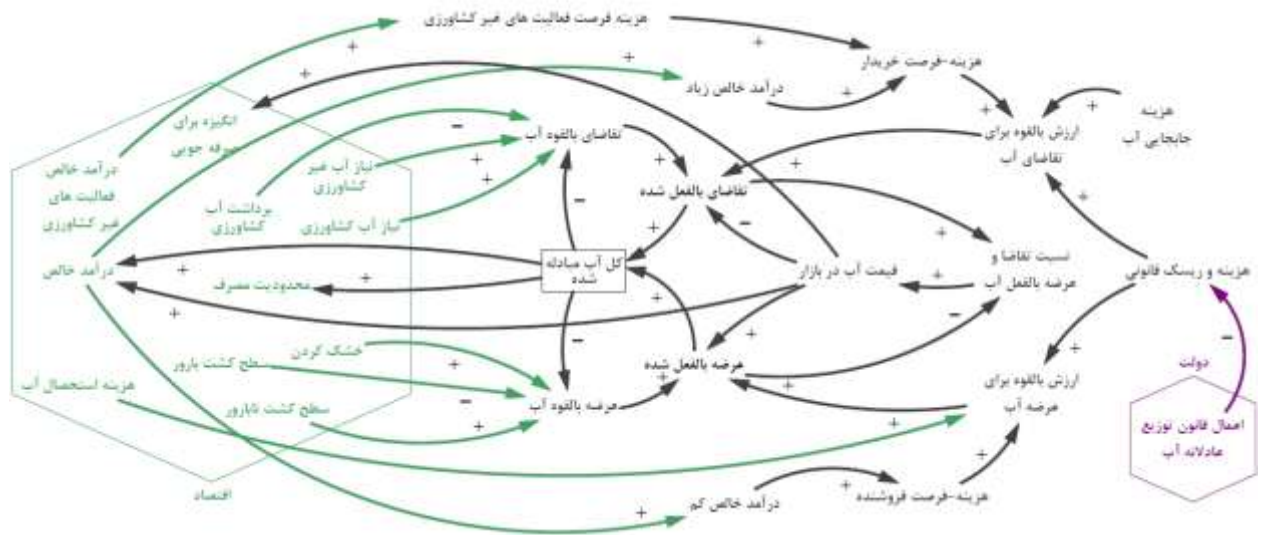 هزینه فرصت فعالیت های غیر کشاورزی
هزینه-فرصت خریدار
درآمد خالص زیاد
هزینه
جابجایی آب
ارزش بالقوه برای
تقاضای آب
انگیزه برای
صرفه جویی
تقاضای بالقوه آب
درآمد خالص
فعالیت های
غیر کشاورزی
نیاز آب غیر
کشاورزی
تقاضای بالفعل شده
برداشت آب
کشاورزی
نیاز آب کشاورزی
درآمد خالص
کل آب مبادله
شده
قیمت آب در بازار
نسبت تقاضا و
عرضه بالفعل آب
هزینه و ریسک قانونی
محدودیت مصرف
خشک کردن
سطح کشت بارور
عرضه بالفعل شده
هزینه استحصال آب
سطح کشت نابارور
عرضه بالقوه آب
ارزش بالقوه برای
عرضه آب
دولت
اعمال قانون توزیع
عادلانه آب
اقتصاد
درآمد خالص کم
هزینه-فرصت فروشنده